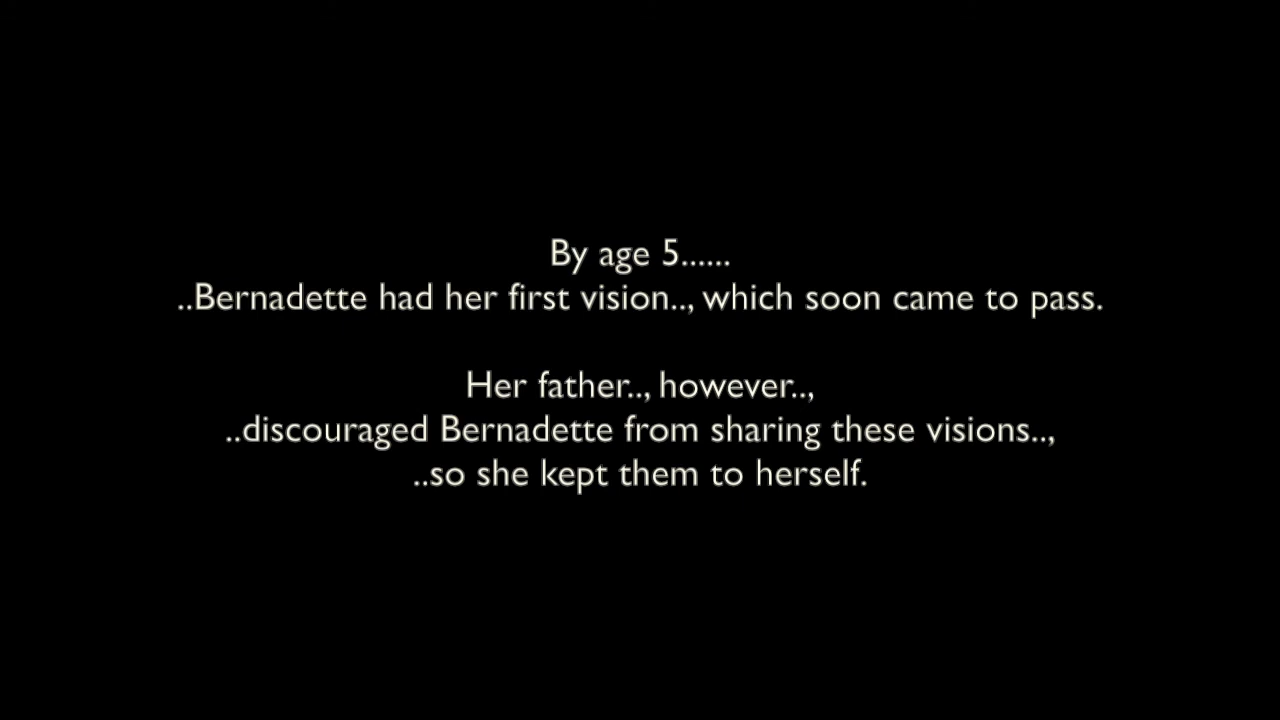 By age 5......
..Bernadette had her first vision.., which soon came to pass.
Her father.., however..,
..discouraged Bernadette from sharing these visions..,
..so she kept them to herself.